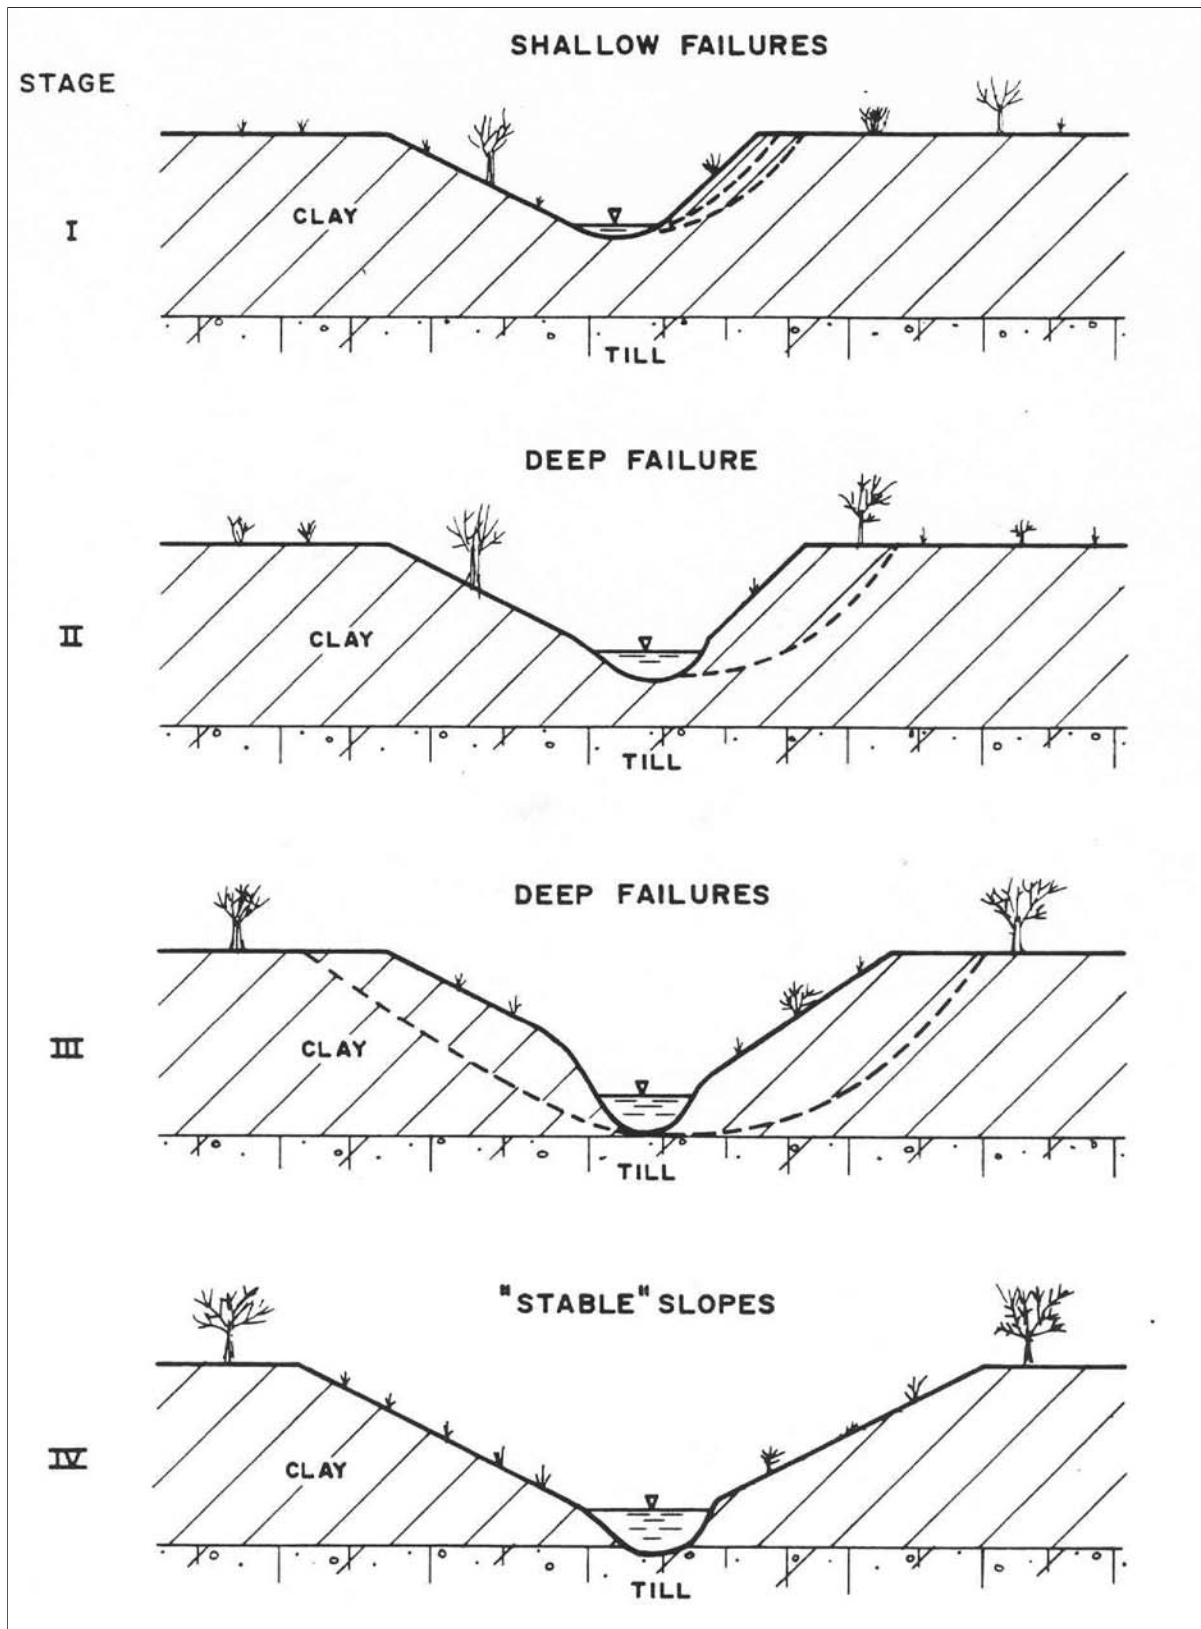 SHALLOW FAILURES
STAGE
I
CLAY
TILL
DEEP FAILURE
II
CLAY
TILL
DEEP FAILURES
III
CLAY
TILL
"STABLE" SLOPES
IV
CLAY
TILL